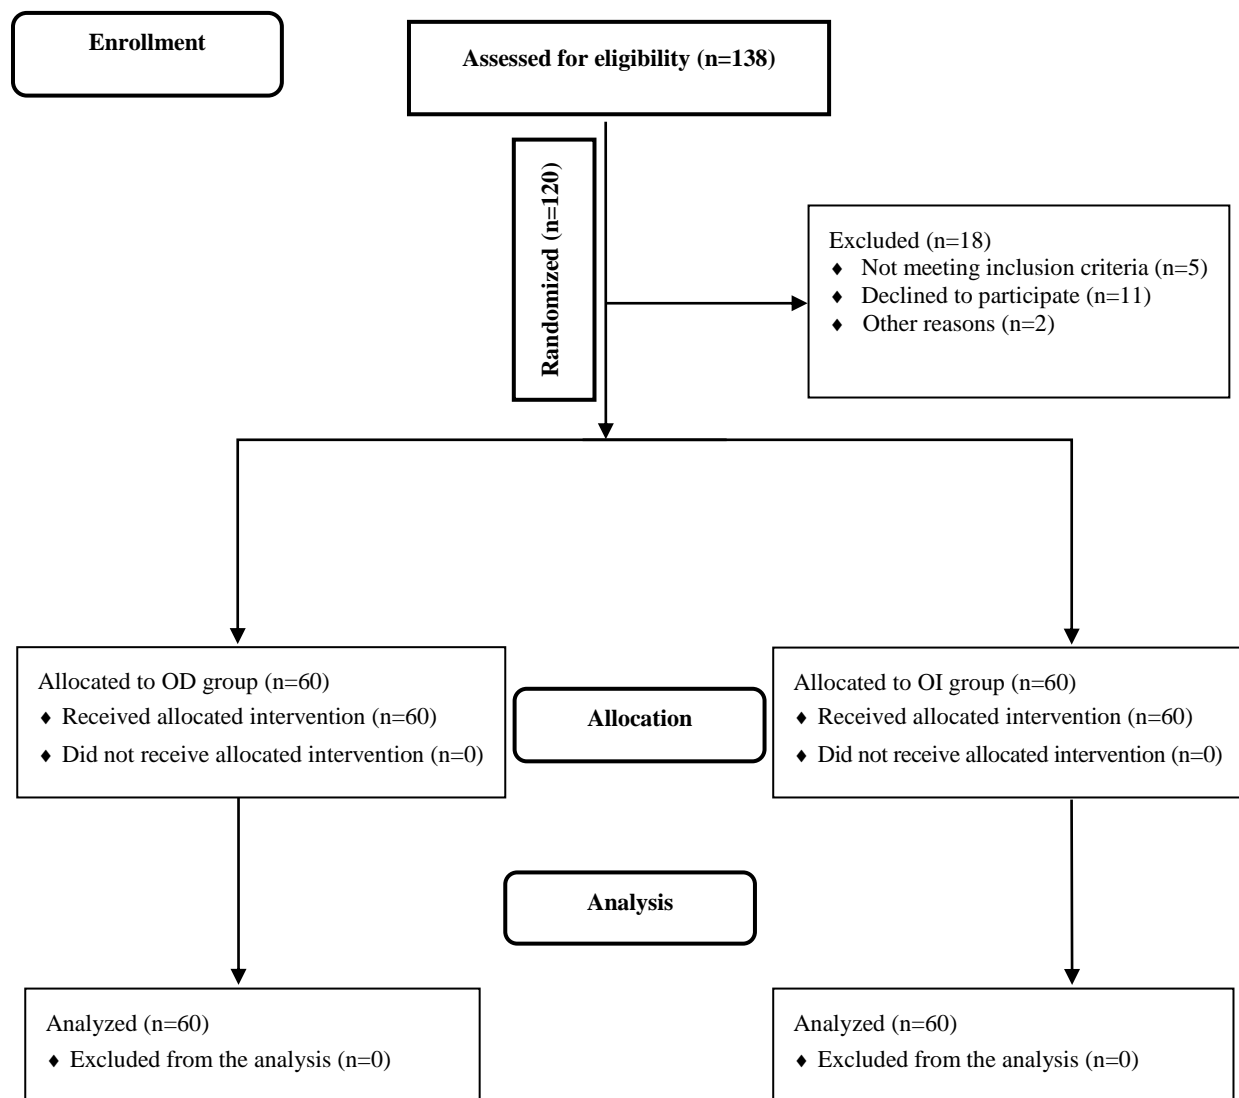 Enrollment
Assessed for eligibility (n=138)
Randomized (n=120)
Excluded (n=18)
♦ Not meeting inclusion criteria (n=5)
♦ Declined to participate (n=11)
♦ Other reasons (n=2)
Allocated to OD group (n=60)
♦ Received allocated intervention (n=60)
♦ Did not receive allocated intervention (n=0)
Allocation
Allocated to OI group (n=60)
♦ Received allocated intervention (n=60)
♦ Did not receive allocated intervention (n=0)
Analysis
Analyzed (n=60)
♦ Excluded from the analysis (n=0)
Analyzed (n=60)
♦ Excluded from the analysis (n=0)